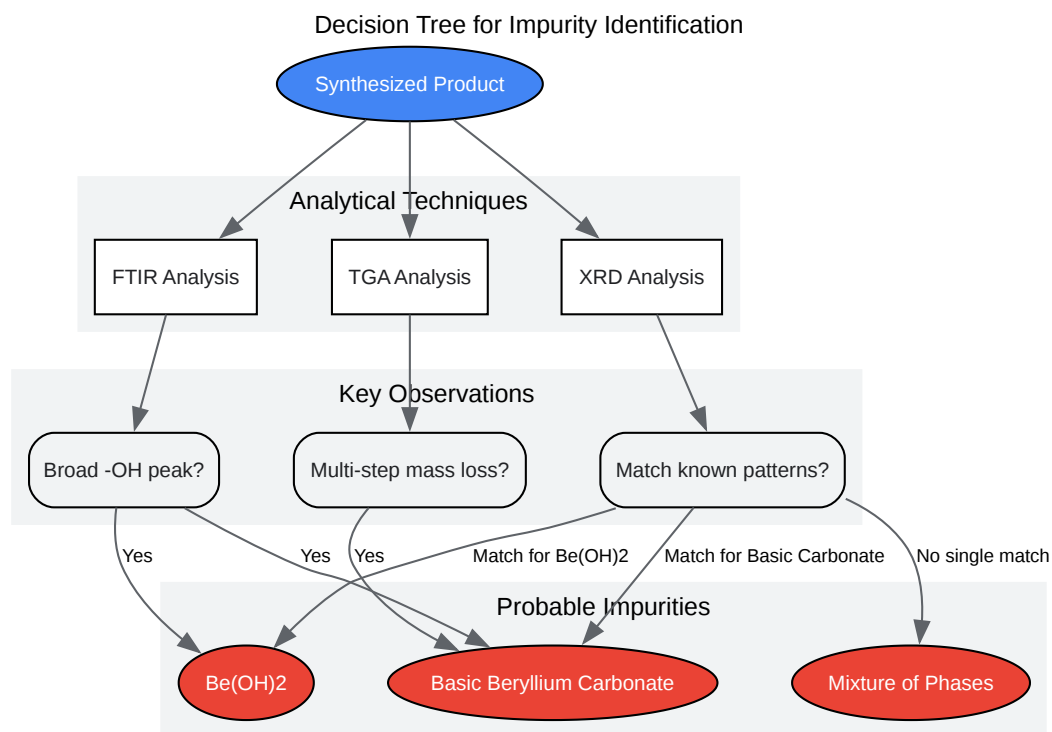 Decision Tree for Impurity Identification
Synthesized Product
Analytical Techniques
FTIR Analysis
TGA Analysis
XRD Analysis
Key Observations
Broad -OH peak?
Multi-step mass loss?
Match known patterns?
Yes
Yes
Yes
Match for Be(OH)2
Match for Basic Carbonate
No single match
Probable Impurities
Be(OH)2
Basic Beryllium Carbonate
Mixture of Phases